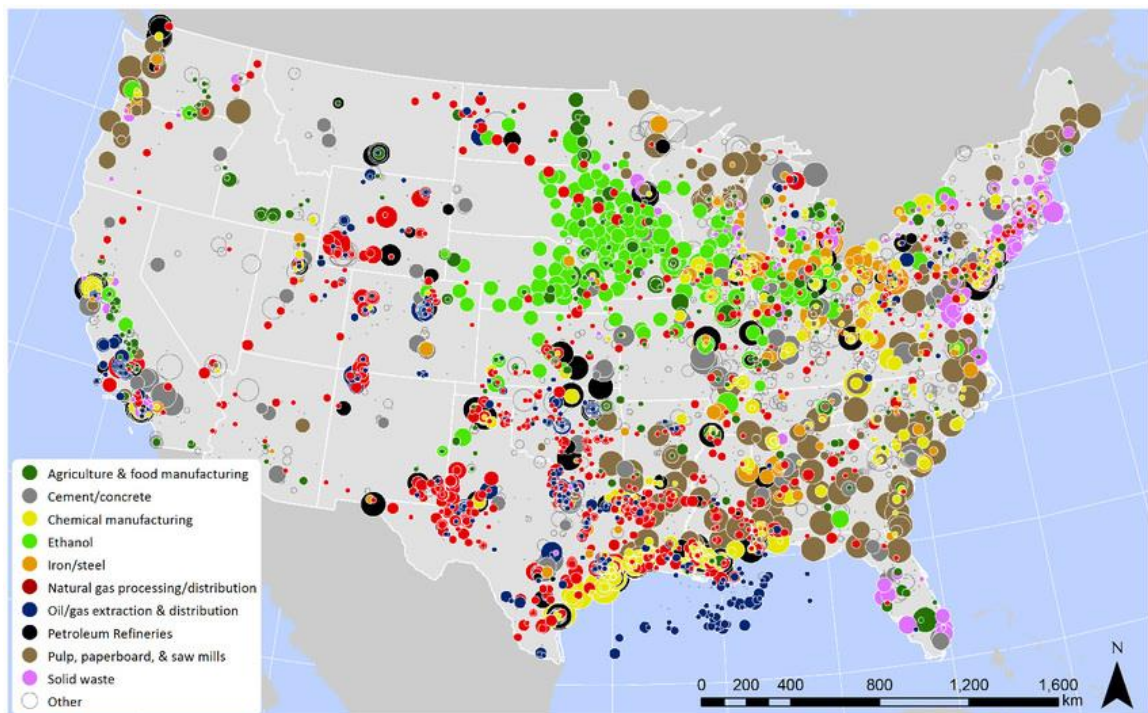 Agriculture & food manufacturing
Cement/concrete
Chemical manufacturing
Ethanol
Iron/steel
Natural gas processing/distribution
Oil/gas extraction & distribution
Petroleum Refineries
Pulp, paperboard, & saw mills
Solid waste
Other
N
0 200 400 800 1,200 1,600
km